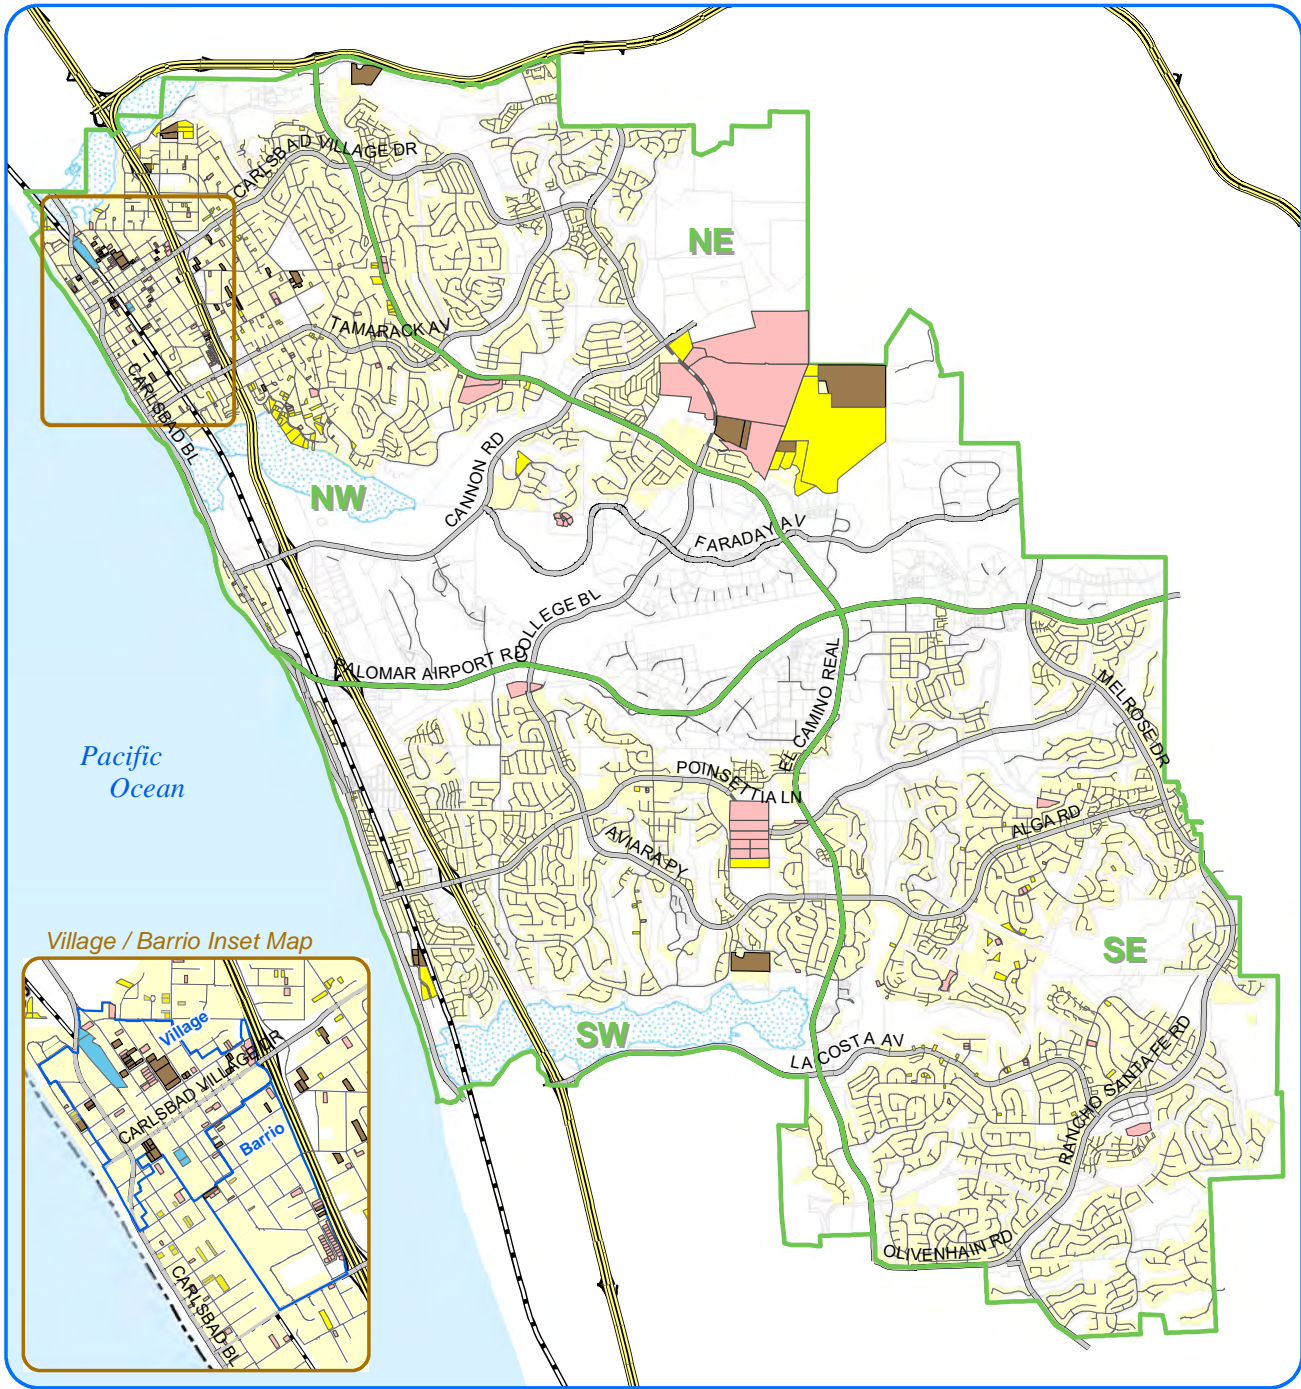 CARLSBAD VILLAGE DR
NE
TAMARACK AV
CARLSBAD BL
NW
CANNON RD
FARADAY AV
COLLEGE BL
PALOMAR AIRPORT RD
EL CAMINO REAL
MELROSE DR
Pacific
Ocean
POINSETTIA LN
ALGA RD
AVIARA PY
Village / Barrio Inset Map
SE
SW
LA COSTA AV
RANCHO SANTA FE RD
OLIVENHAIN RD
Village
CARLSBAD VILLAGE DR
Barrio
CARLSBAD BL